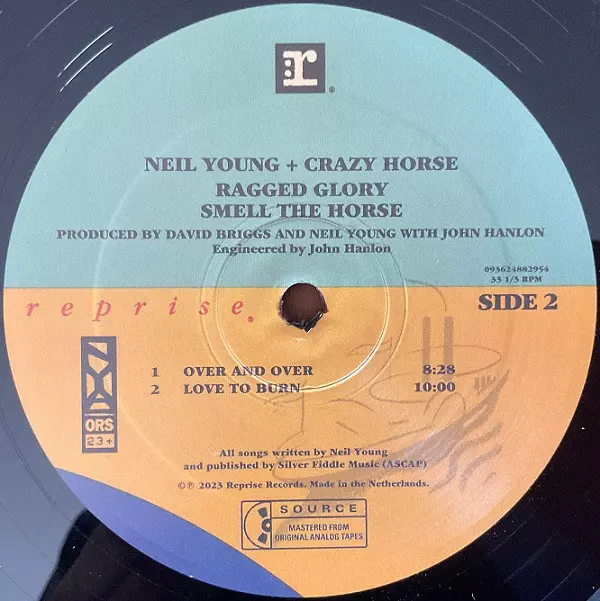 r
®
NEIL YOUNG + CRAZY HORSE
RAGGED GLORY
SMELL THE HORSE
PRODUCED BY DAVID BRIGGS AND NEIL YOUNG WITH JOHN HANLON
Engineered by John Hanlon
093624882954
33 1/3 RPM
reprise®
SIDE 2
1 OVER AND OVER 8:28
2 LOVE TO BURN 10:00
NYA
ORS
23+
All songs written by Neil Young
and published by Silver Fiddle Music (ASCAP)
©℗ 2023 Reprise Records. Made in the Netherlands.
SOURCE
MASTERED FROM
ORIGINAL ANALOG TAPES